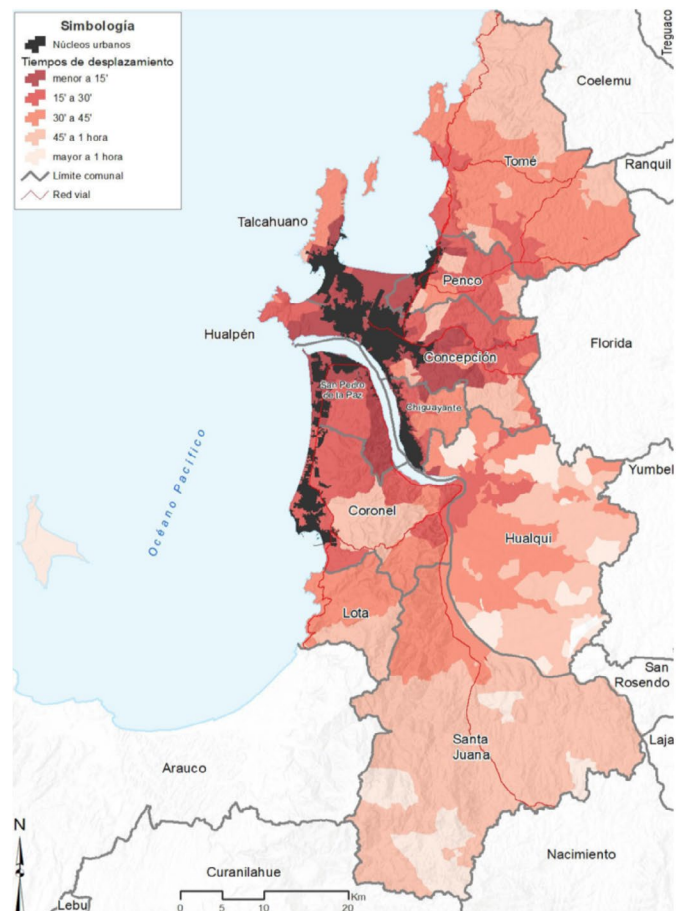 Simbología
Núcleos urbanos
Tiempos de desplazamiento
menor a 15'
15' a 30'
30' a 45'
45' a 1 hora
mayor a 1 hora
Límite comunal
Red vial
Treguaco
Coelemu
Ranquil
Tomé
Talcahuano
Penco
Hualpén
Concepción
Florida
San Pedro
de la Paz
Chiguayante
Yumbel
Océano Pacífico
Coronel
Hualqui
Lota
San
Rosendo
Santa
Juana
Laja
Arauco
N
Curanilahue
Nacimiento
Lebu
Km
0 5 10 20